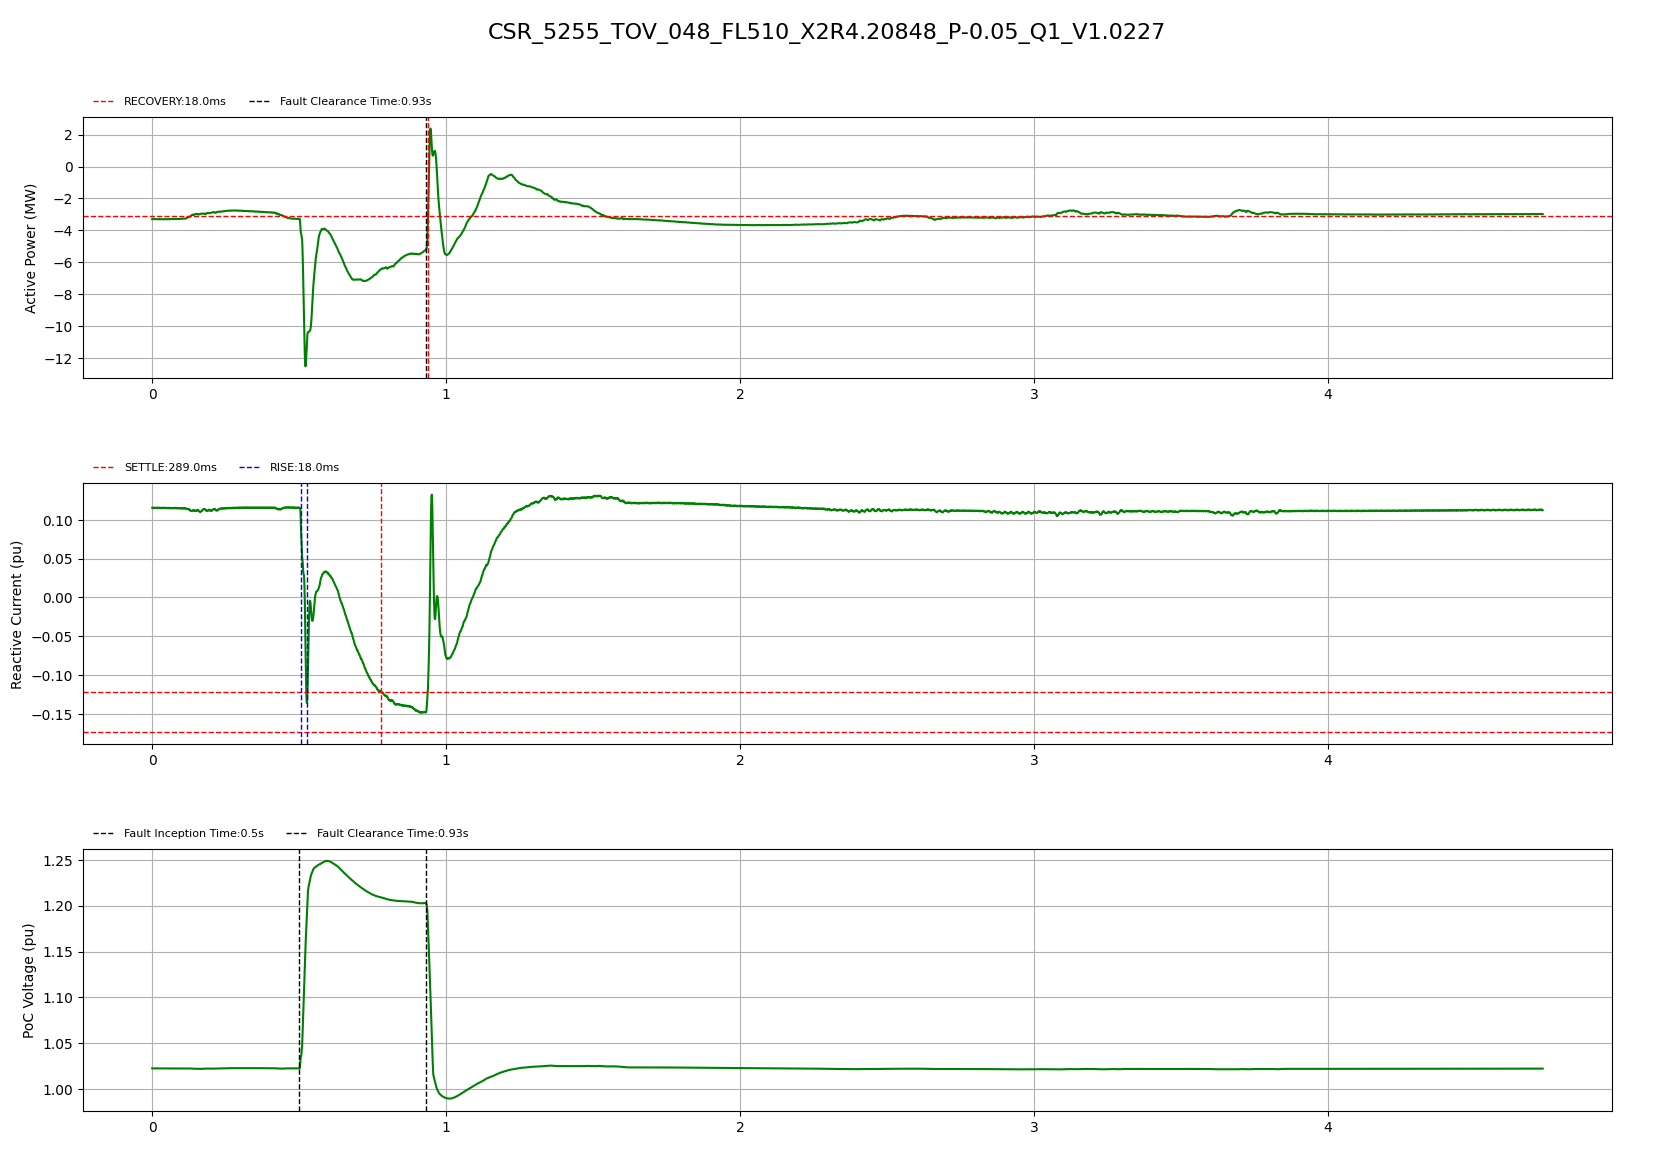 CSR_5255_TOV_048_FL510_X2R4.20848_P-0.05_Q1_V1.0227
RECOVERY:18.0ms Fault Clearance Time:0.93s
Active Power (MW)
2
0
−2
−4
−6
−8
−10
−12
0 1 2 3 4
SETTLE:289.0ms RISE:18.0ms
Reactive Current (pu)
0.10
0.05
0.00
−0.05
−0.10
−0.15
0 1 2 3 4
Fault Inception Time:0.5s Fault Clearance Time:0.93s
PoC Voltage (pu)
1.25
1.20
1.15
1.10
1.05
1.00
0 1 2 3 4